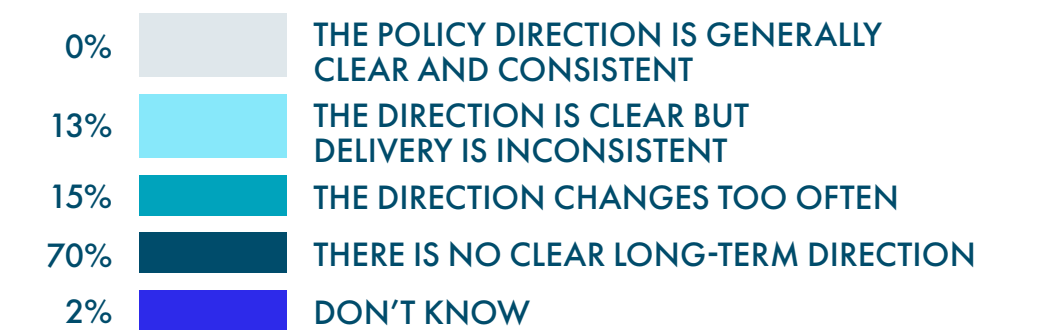 0% THE POLICY DIRECTION IS GENERALLY
CLEAR AND CONSISTENT
13% THE DIRECTION IS CLEAR BUT
DELIVERY IS INCONSISTENT
15% THE DIRECTION CHANGES TOO OFTEN
70% THERE IS NO CLEAR LONG-TERM DIRECTION
2% DON'T KNOW